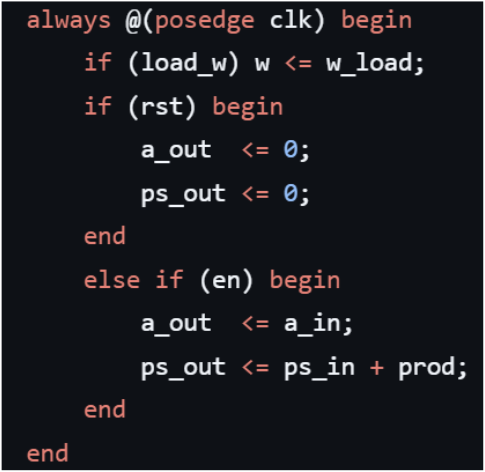 always @(posedge clk) begin
    if (load_w) w <= w_load;
    if (rst) begin
        a_out  <= 0;
        ps_out <= 0;
    end
    else if (en) begin
        a_out  <= a_in;
        ps_out <= ps_in + prod;
    end
end